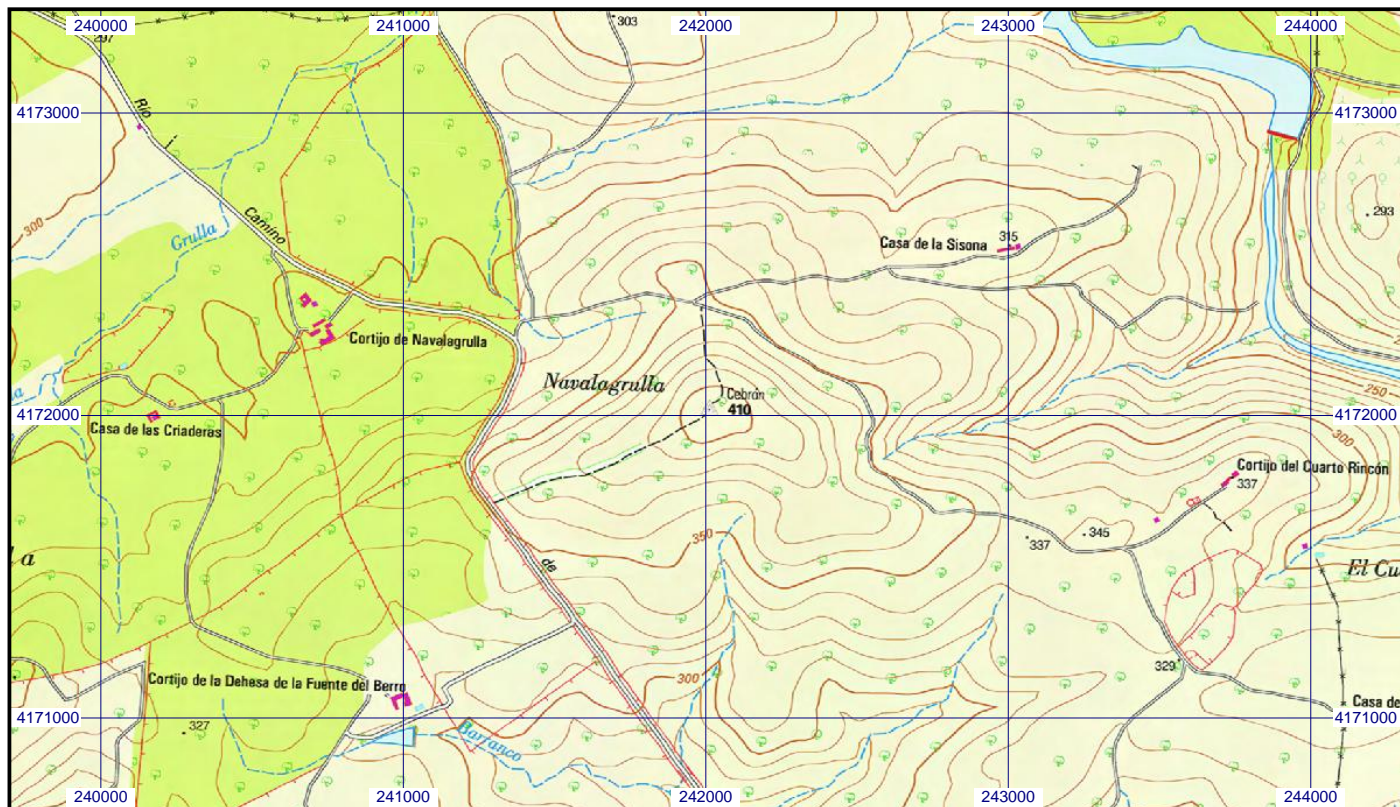 240000
241000
242000
243000
244000
297
303
4173000
4173000
Rio
Camino
Grulla
300
293
315
Casa de la Sisona
Cortijo de Navalagrulla
Navalagrulla
Cebrán
410
250
4172000
4172000
Casa de las Criaderas
300
Cortijo del Cuarto Rincón
337
350
337
345
de
a
El Cu
329
Cortijo de la Dehesa de la Fuente del Berro
300
Casa de
4171000
4171000
327
Barranco
240000
241000
242000
243000
244000